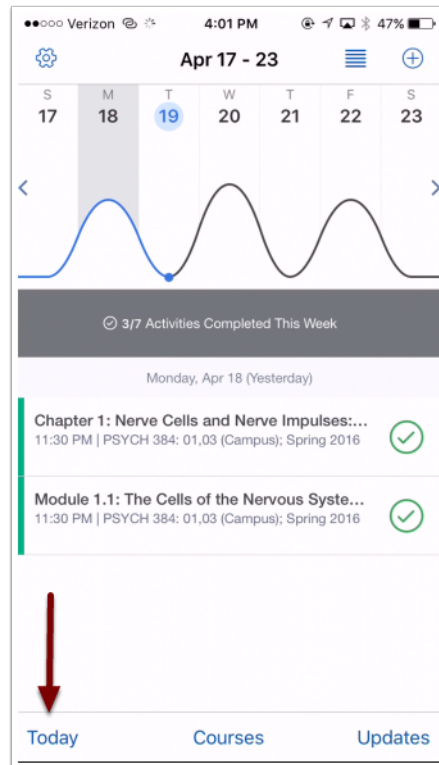 Verizon 4:01 PM 47%
Apr 17 - 23
S M T W T F S
17 18 19 20 21 22 23
3/7 Activities Completed This Week
Monday, Apr 18 (Yesterday)
Chapter 1: Nerve Cells and Nerve Impulses:...
11:30 PM | PSYCH 384: 01,03 (Campus); Spring 2016
Module 1.1: The Cells of the Nervous Syste...
11:30 PM | PSYCH 384: 01,03 (Campus); Spring 2016
Today Courses Updates